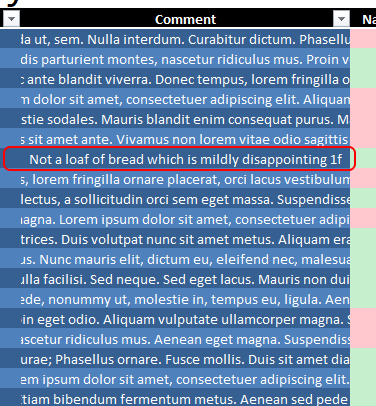 Comment Na
da ut, sem. Nulla interdum. Curabitur dictum. Phasellu
dis parturient montes, nascetur ridiculus mus. Proin v
c ante blandit viverra. Donec tempus, lorem fringilla o
m dolor sit amet, consectetuer adipiscing elit. Aliquan
stie sodales. Mauris blandit enim consequat purus. M
s sit amet ante. Vivamus non lorem vitae odio sagittis
Not a loaf of bread which is mildly disappointing 1f
s, lorem fringilla ornare placerat, orci lacus vestibulum
lectus, a sollicitudin orci sem eget massa. Suspendisse
agna. Lorem ipsum dolor sit amet, consectetuer adipi
trices. Duis volutpat nunc sit amet metus. Aliquam era
us. Nunc mauris elit, dictum eu, eleifend nec, malesua
ulla facilisi. Sed neque. Sed eget lacus. Mauris non dui
ede, nonummy ut, molestie in, tempus eu, ligula. Aen
in eget odio. Aliquam vulputate ullamcorper magna. S
ascetur ridiculus mus. Aenean eget magna. Suspendiss
urae; Phasellus ornare. Fusce mollis. Duis sit amet dia
em ipsum dolor sit amet, consectetuer adipiscing elit.
tiam bibendum fermentum metus. Aenean sed pede